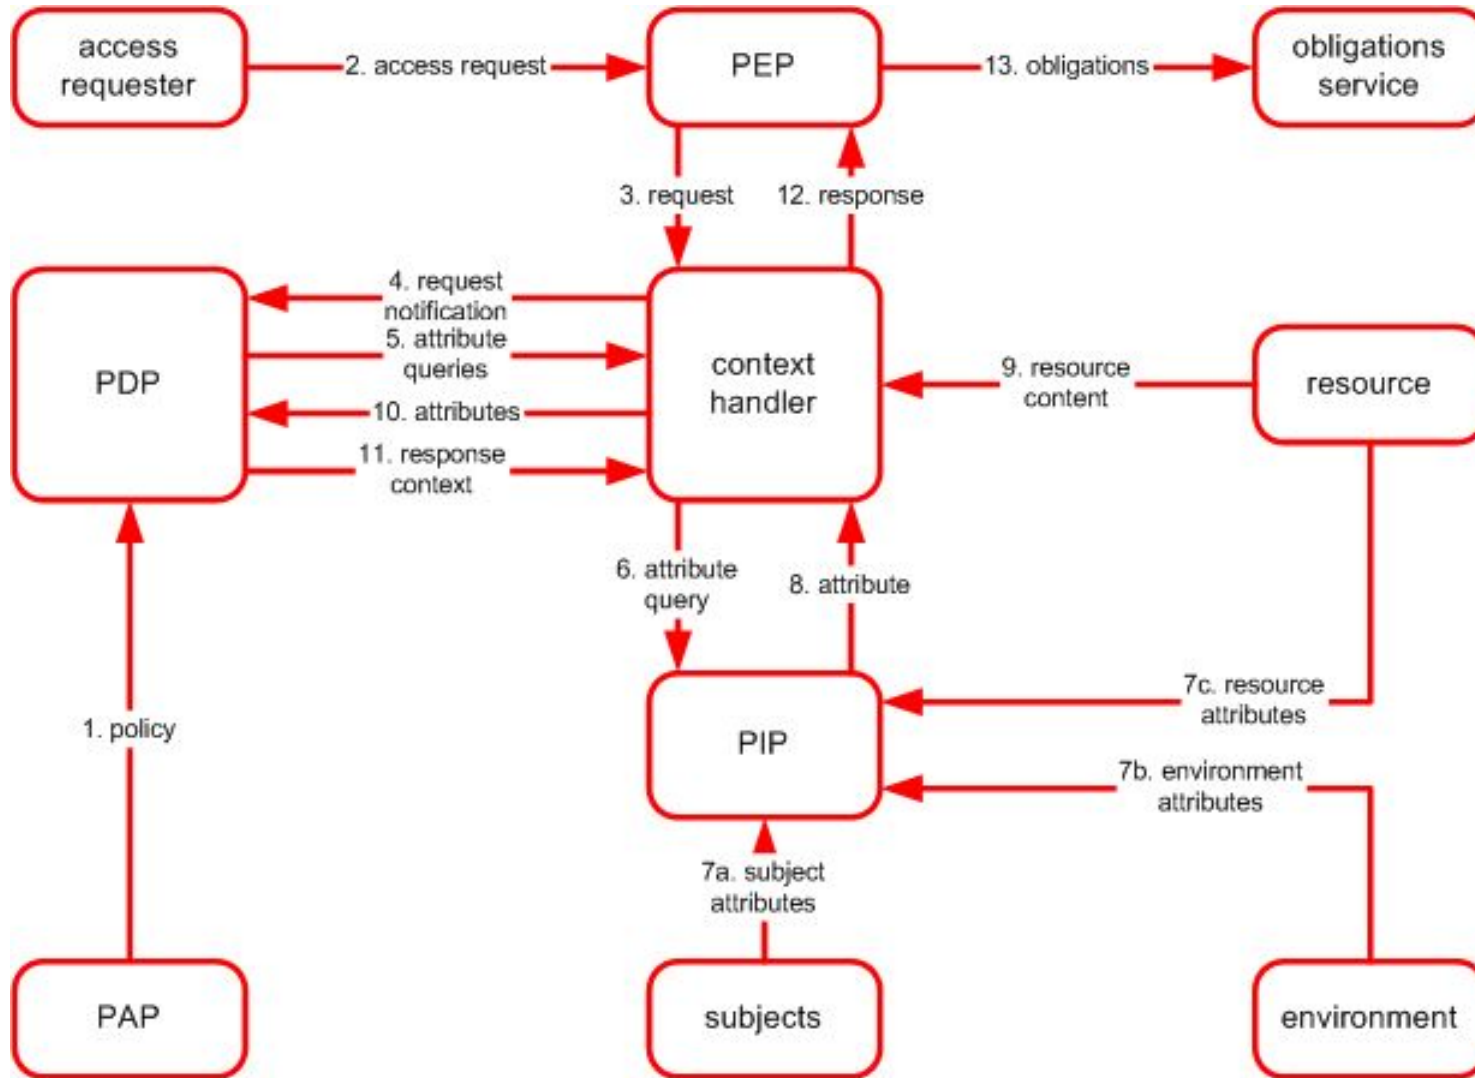 access
requester
2. access request
PEP
13. obligations
obligations
service
3. request
12. response
4. request
notification
5. attribute
queries
PDP
10. attributes
11. response
context
context
handler
9. resource
content
resource
6. attribute
query
8. attribute
1. policy
PIP
7c. resource
attributes
7b. environment
attributes
7a. subject
attributes
PAP
subjects
environment